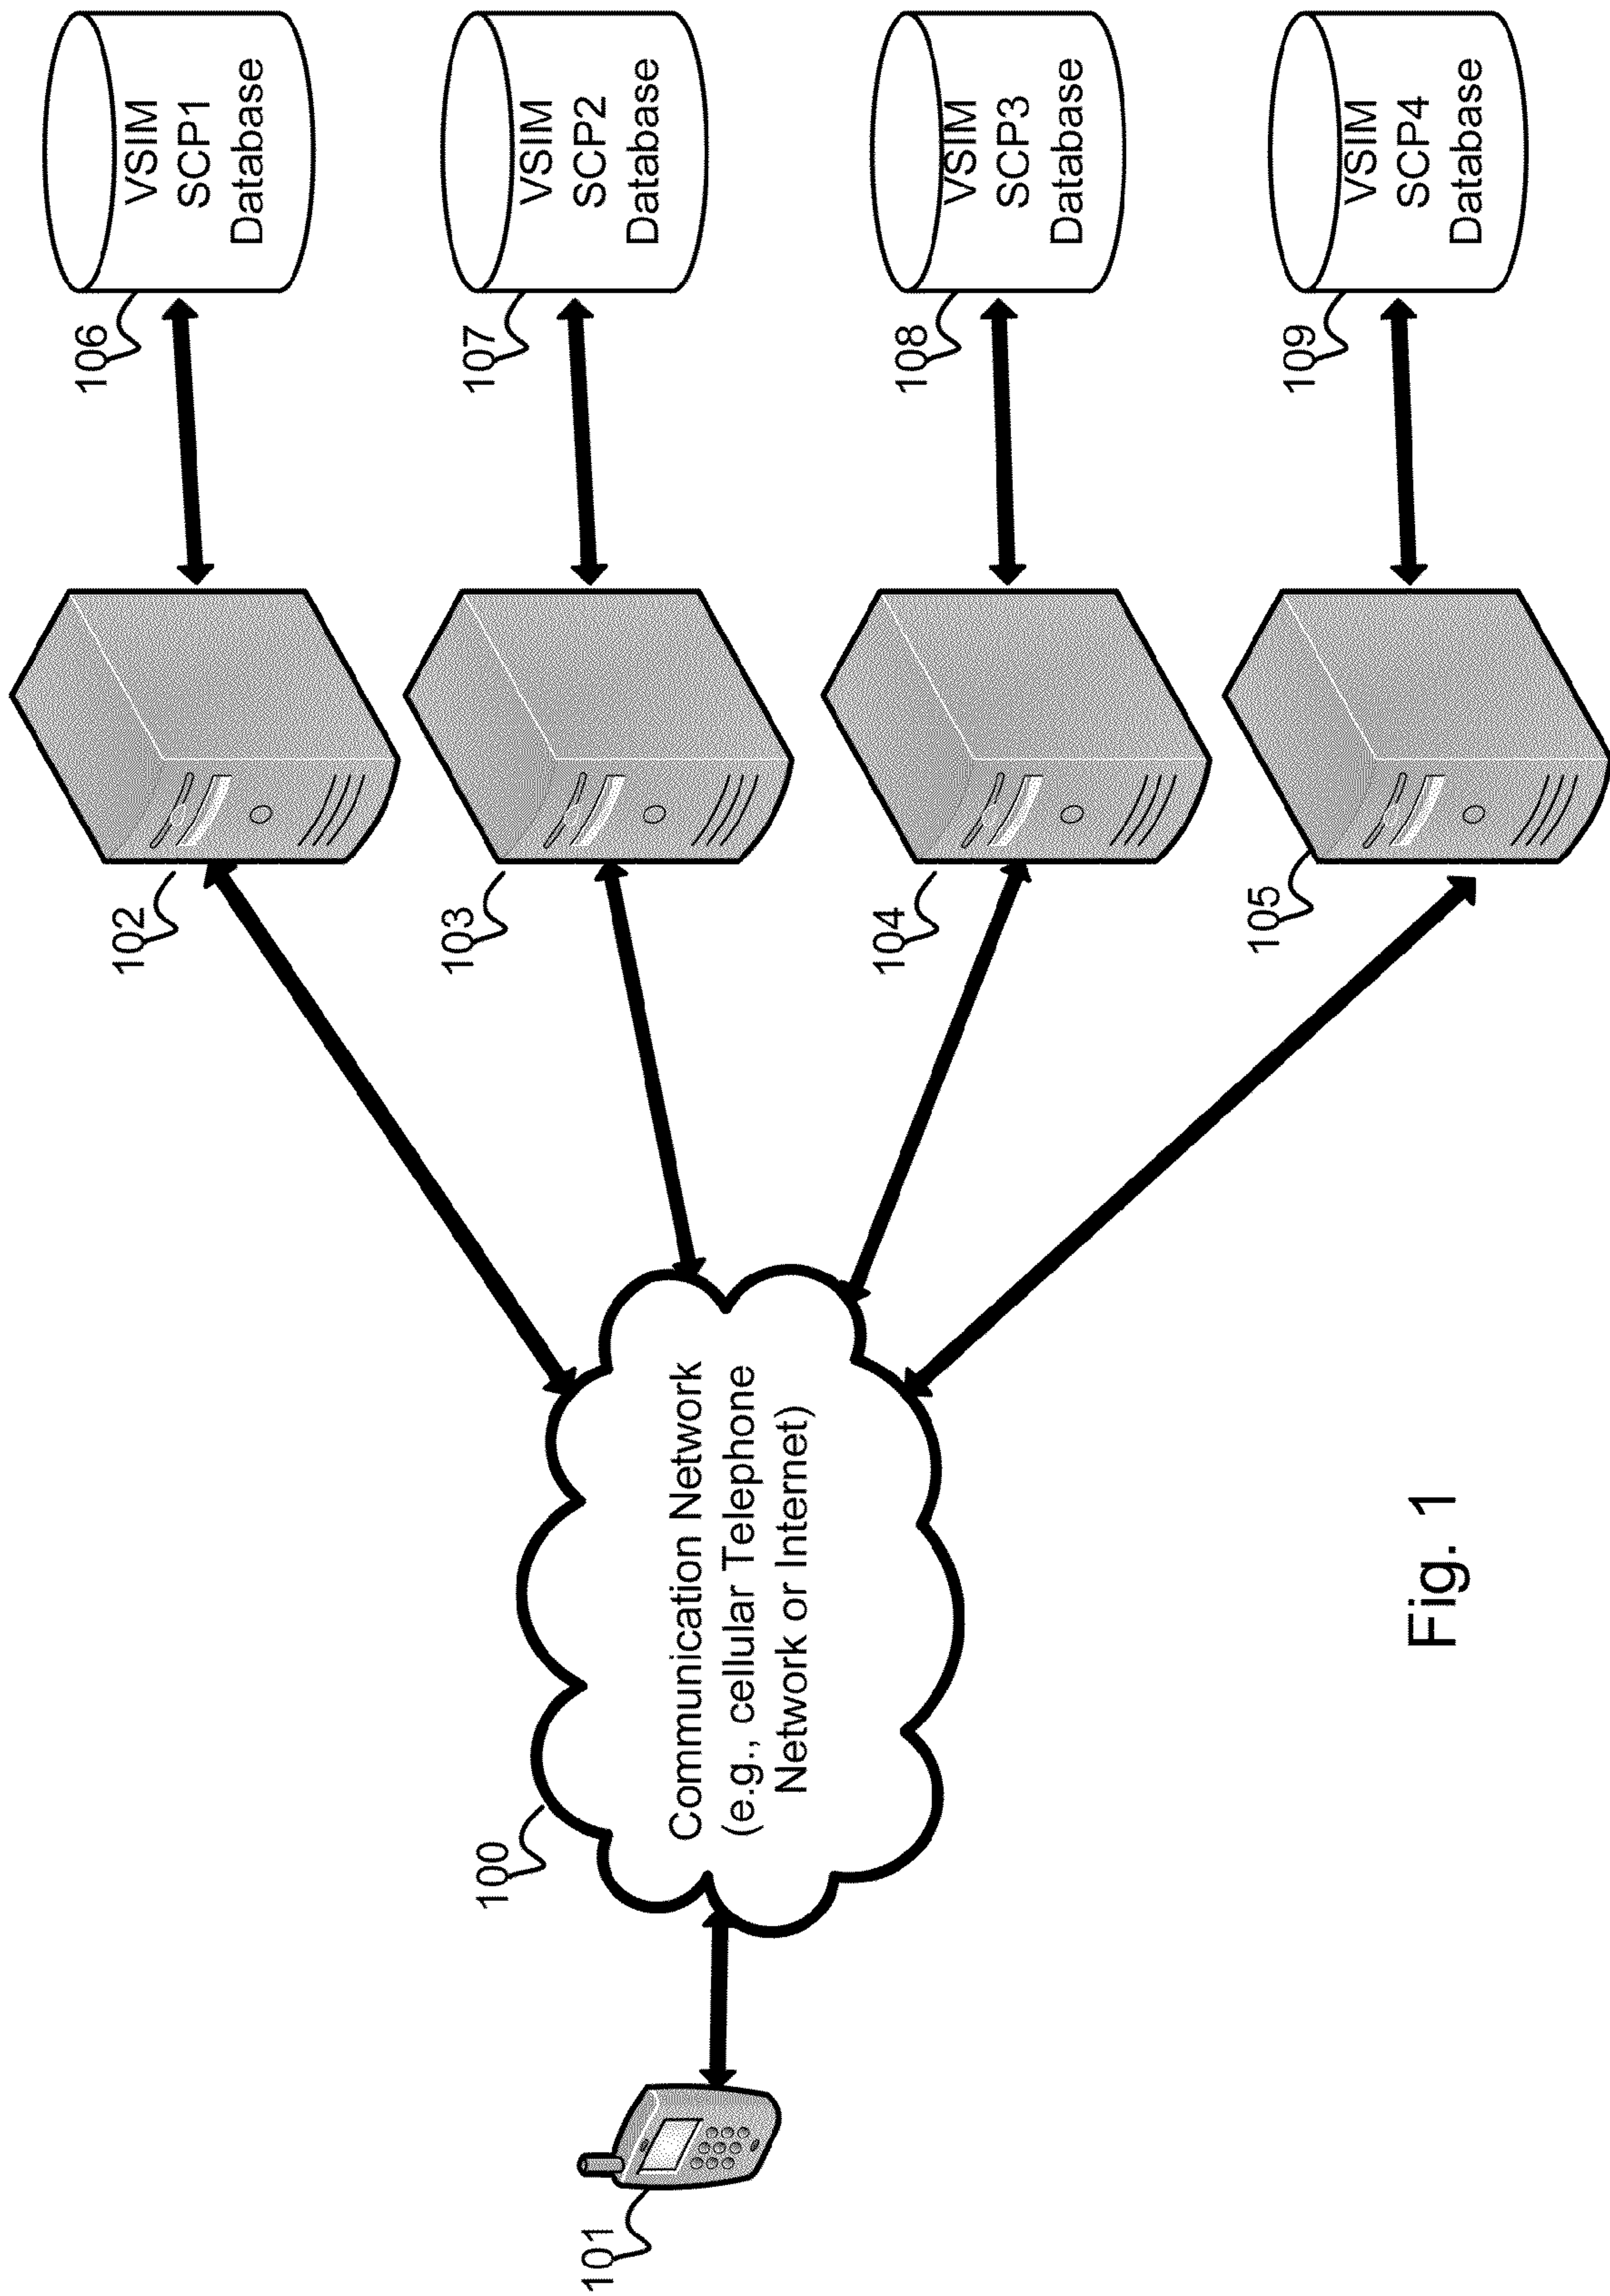 106
VSIM
SCP1
Database
102
107
VSIM
SCP2
Database
103
100
Communication Network
(e.g., cellular Telephone
Network or Internet)
101
108
VSIM
SCP3
Database
104
109
VSIM
SCP4
Database
105
Fig. 1